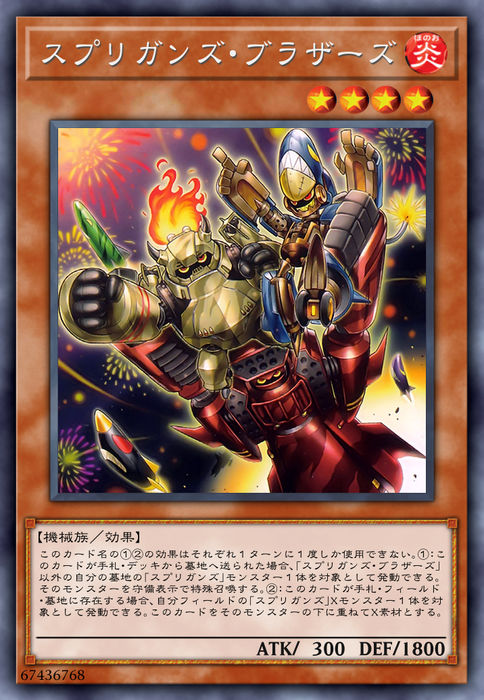 スプリガンズ・ブラザーズ
ほのお
炎
【機械族／効果】
このカード名の①②の効果はそれぞれ1ターンに1度しか使用できない。①：こ
のカードが手札・デッキから墓地へ送られた場合、「スプリガンズ・ブラザーズ」
以外の自分の墓地の「スプリガンズ」モンスター1体を対象として発動できる。
そのモンスターを守備表示で特殊召喚する。②：このカードが手札・フィールド
・墓地に存在する場合、自分フィールドの「スプリガンズ」Xモンスター1体を対
象として発動できる。このカードをそのモンスターの下に重ねてX素材とする。
ATK/ 300 DEF/1800
67436768